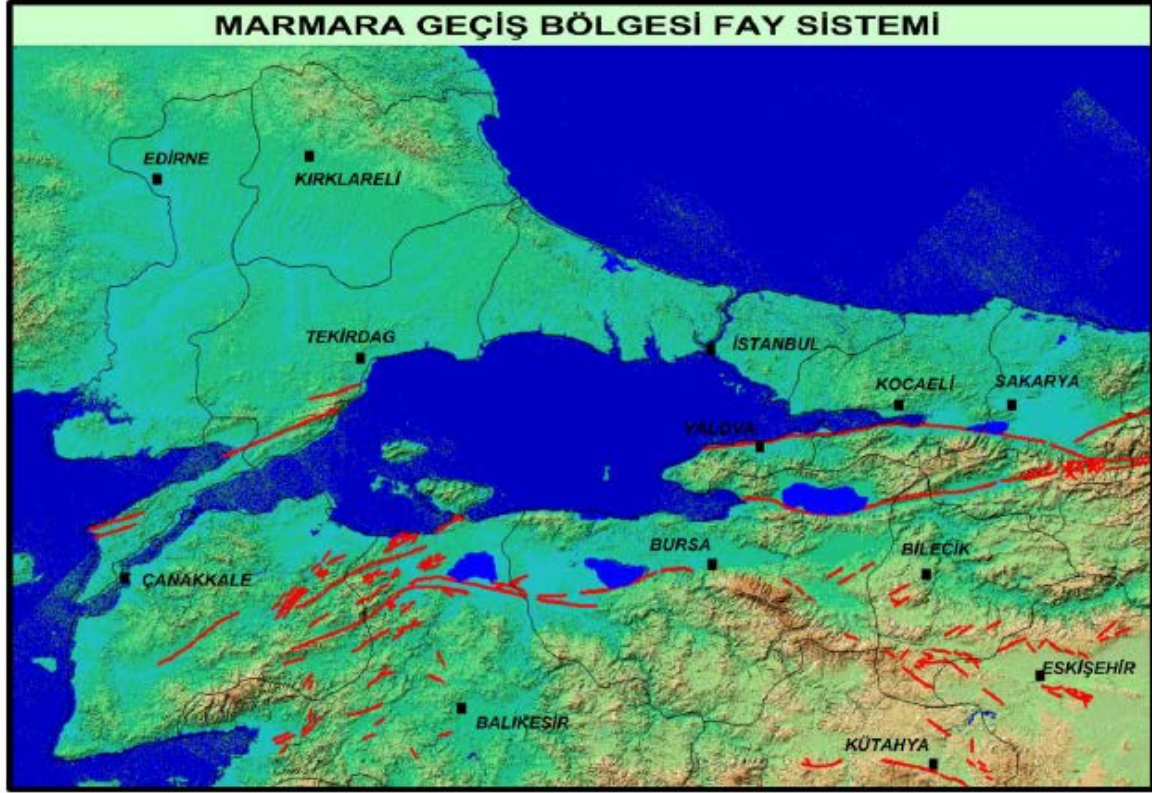 MARMARA GEÇİŞ BÖLGESİ FAY SİSTEMİ
EDİRNE
KIRKLARELİ
TEKİRDAG
İSTANBUL
KOCAELİ
SAKARYA
YALOVA
BURSA
BİLECİK
ÇANAKKALE
ESKİŞEHİR
BALIKESİR
KÜTAHYA